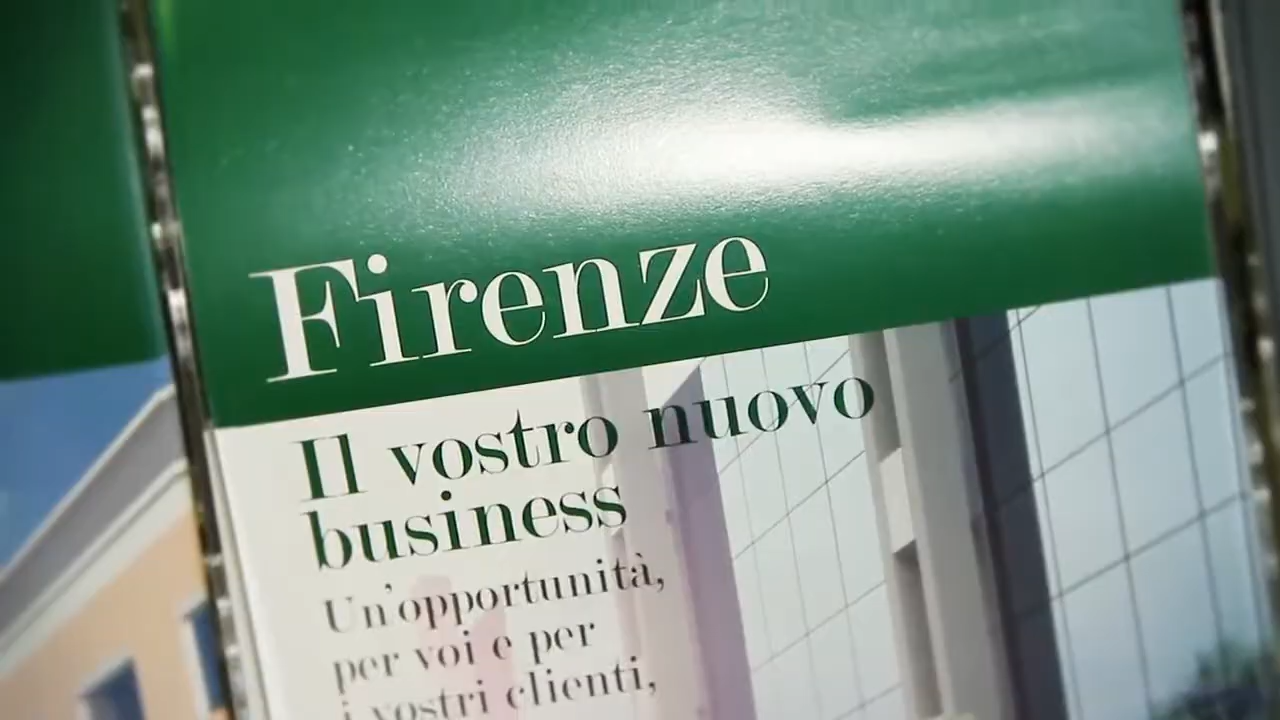 Firenze
Il vostro nuovo
business
Un'opportunità,
per voi e per
i vostri clienti,